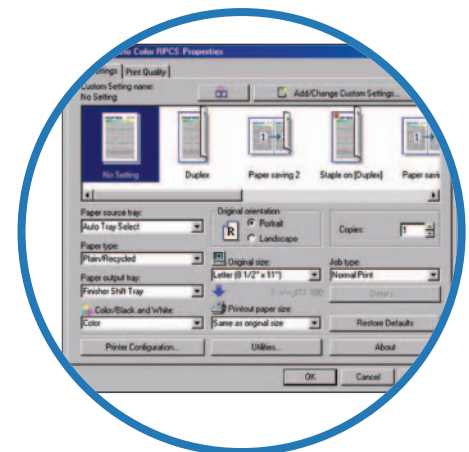 Color RPCS Properties
Print Quality
Custom Setting name:
No Setting
Add/Change Custom Settings...
No Setting
Duplex
Paper saving 2
Staple on [Duplex]
Paper
Paper source tray:
Auto Tray Select
Original orientation:
R
Portrait
Landscape
Copies:
1
Paper type:
Plain/Recycled
Original size:
Letter (8 1/2" x 11")
Job type:
Normal Print
Paper output tray:
Finisher Shift Tray
100
Details...
Color/Black and White:
Color
Printout paper size:
Same as original size
Restore Defaults
Printer Configuration...
Utilities...
About
OK
Cancel